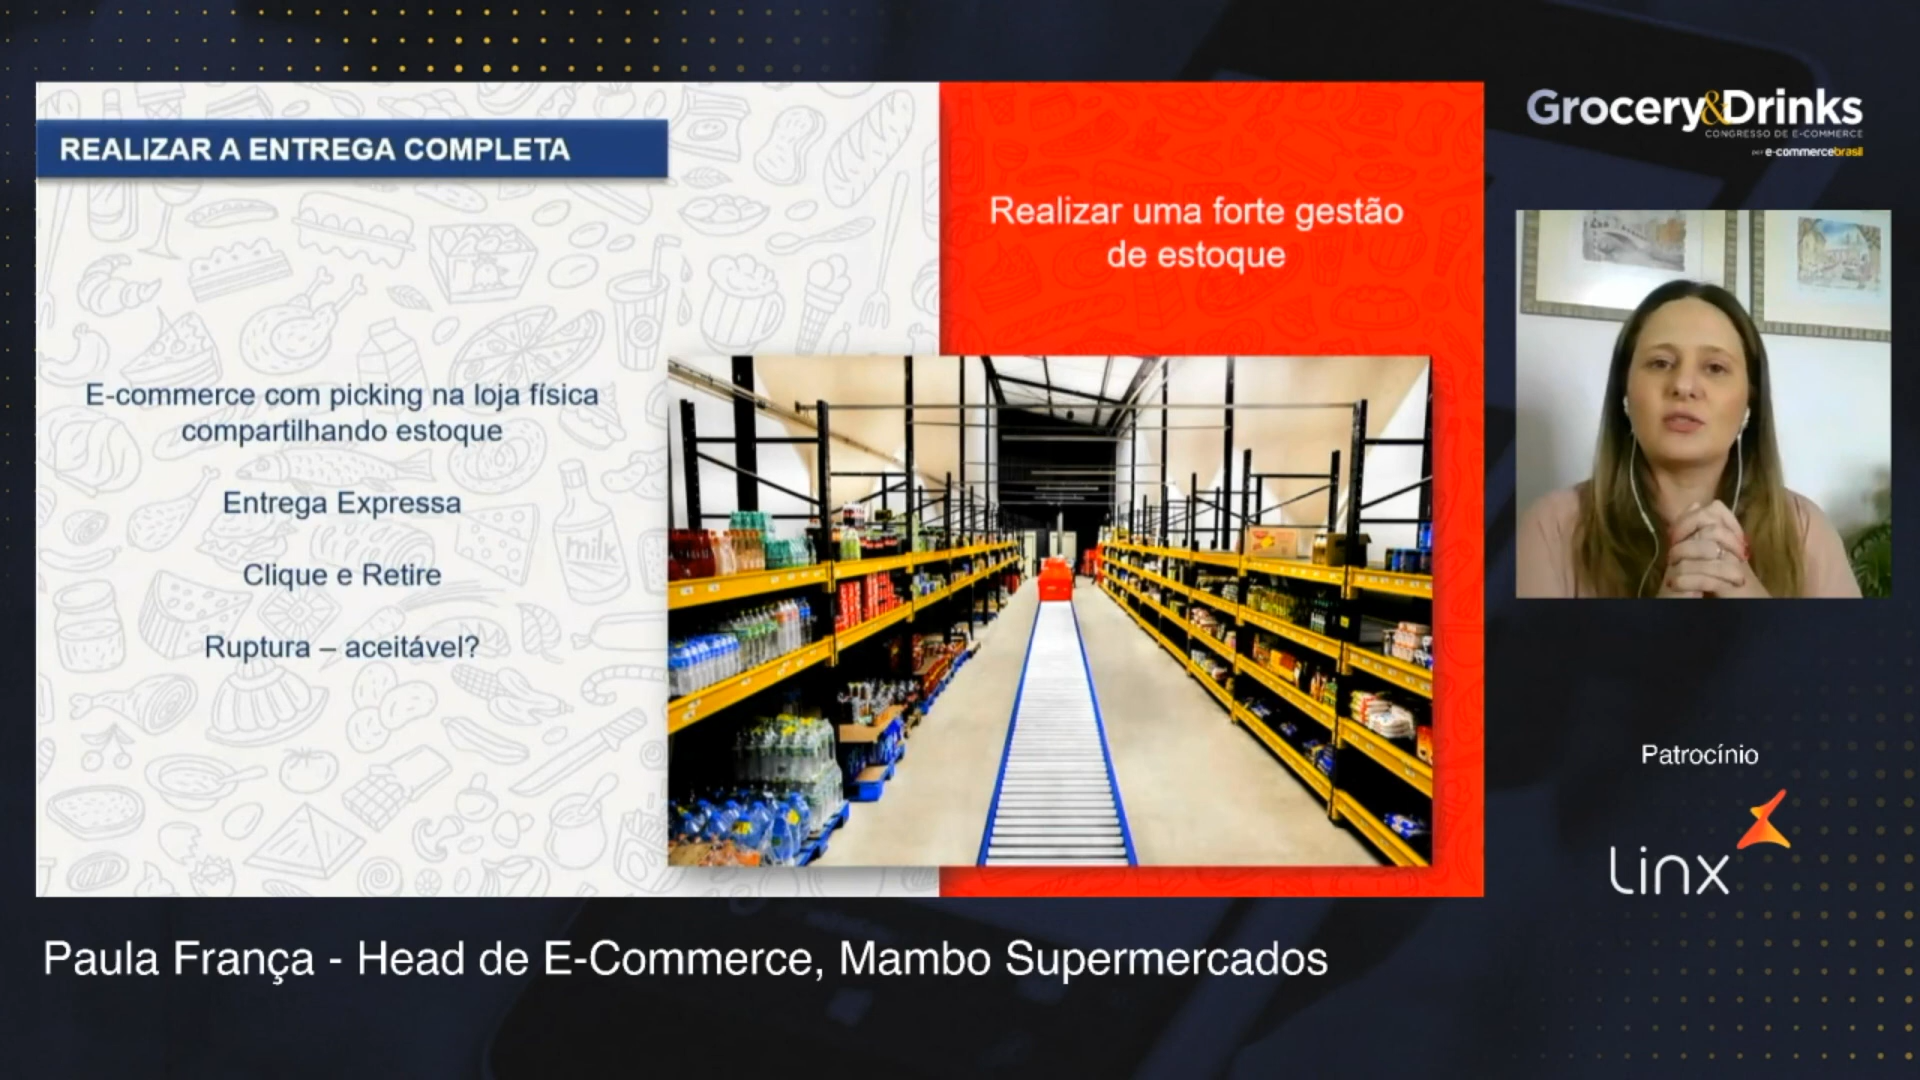 REALIZAR A ENTREGA COMPLETA
E-commerce com picking na loja física
compartilhando estoque
Entrega Expressa
Clique e Retire
Ruptura – aceitável?
milk
Realizar uma forte gestão
de estoque
Grocery&Drinks
CONGRESSO DE E-COMMERCE
por e-commercebrasil
Patrocínio
Linx
Paula França - Head de E-Commerce, Mambo Supermercados